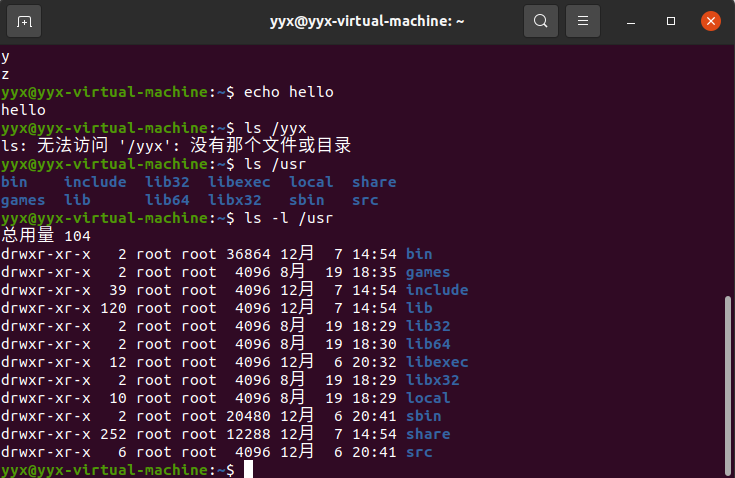 yyx@yyx-virtual-machine: ~
y
z
yyx@yyx-virtual-machine:~$ echo hello
hello
yyx@yyx-virtual-machine:~$ ls /yyx
ls: 无法访问 '/yyx': 没有那个文件或目录
yyx@yyx-virtual-machine:~$ ls /usr
bin    include  lib32  libexec  local  share
games  lib      lib64  libx32   sbin   src
yyx@yyx-virtual-machine:~$ ls -l /usr
总用量 104
drwxr-xr-x   2 root root 36864 12月  7 14:54 bin
drwxr-xr-x   2 root root  4096 8月  19 18:35 games
drwxr-xr-x  39 root root  4096 12月  7 14:54 include
drwxr-xr-x 120 root root  4096 12月  7 14:54 lib
drwxr-xr-x   2 root root  4096 8月  19 18:29 lib32
drwxr-xr-x   2 root root  4096 8月  19 18:30 lib64
drwxr-xr-x  12 root root  4096 12月  6 20:32 libexec
drwxr-xr-x   2 root root  4096 8月  19 18:29 libx32
drwxr-xr-x  10 root root  4096 8月  19 18:29 local
drwxr-xr-x   2 root root 20480 12月  6 20:41 sbin
drwxr-xr-x 252 root root 12288 12月  7 14:54 share
drwxr-xr-x   6 root root  4096 12月  6 20:41 src
yyx@yyx-virtual-machine:~$